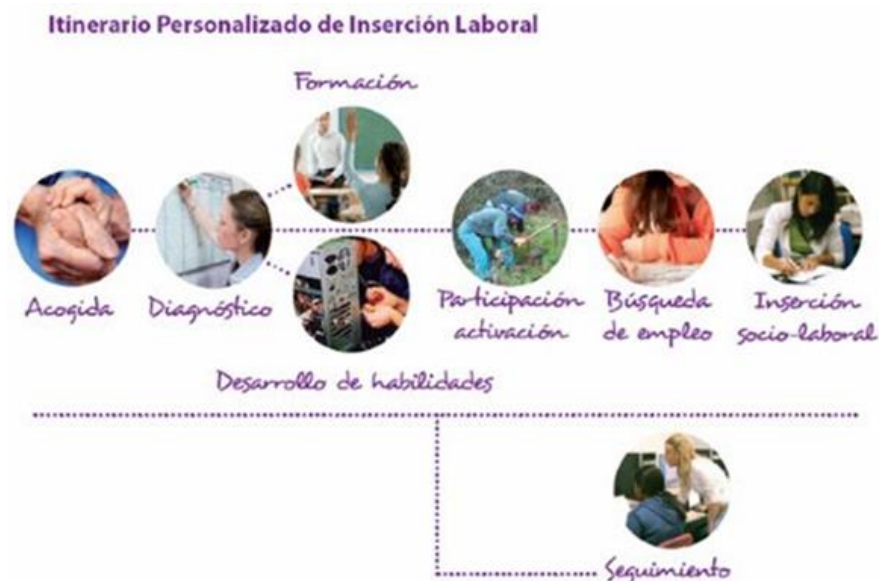 Itinerario Personalizado de Inserción Laboral
Formación
Acogida
Diagnóstico
Desarrollo de habilidades
Participación
activación
Búsqueda
de empleo
Inserción
socio-laboral
Seguimiento